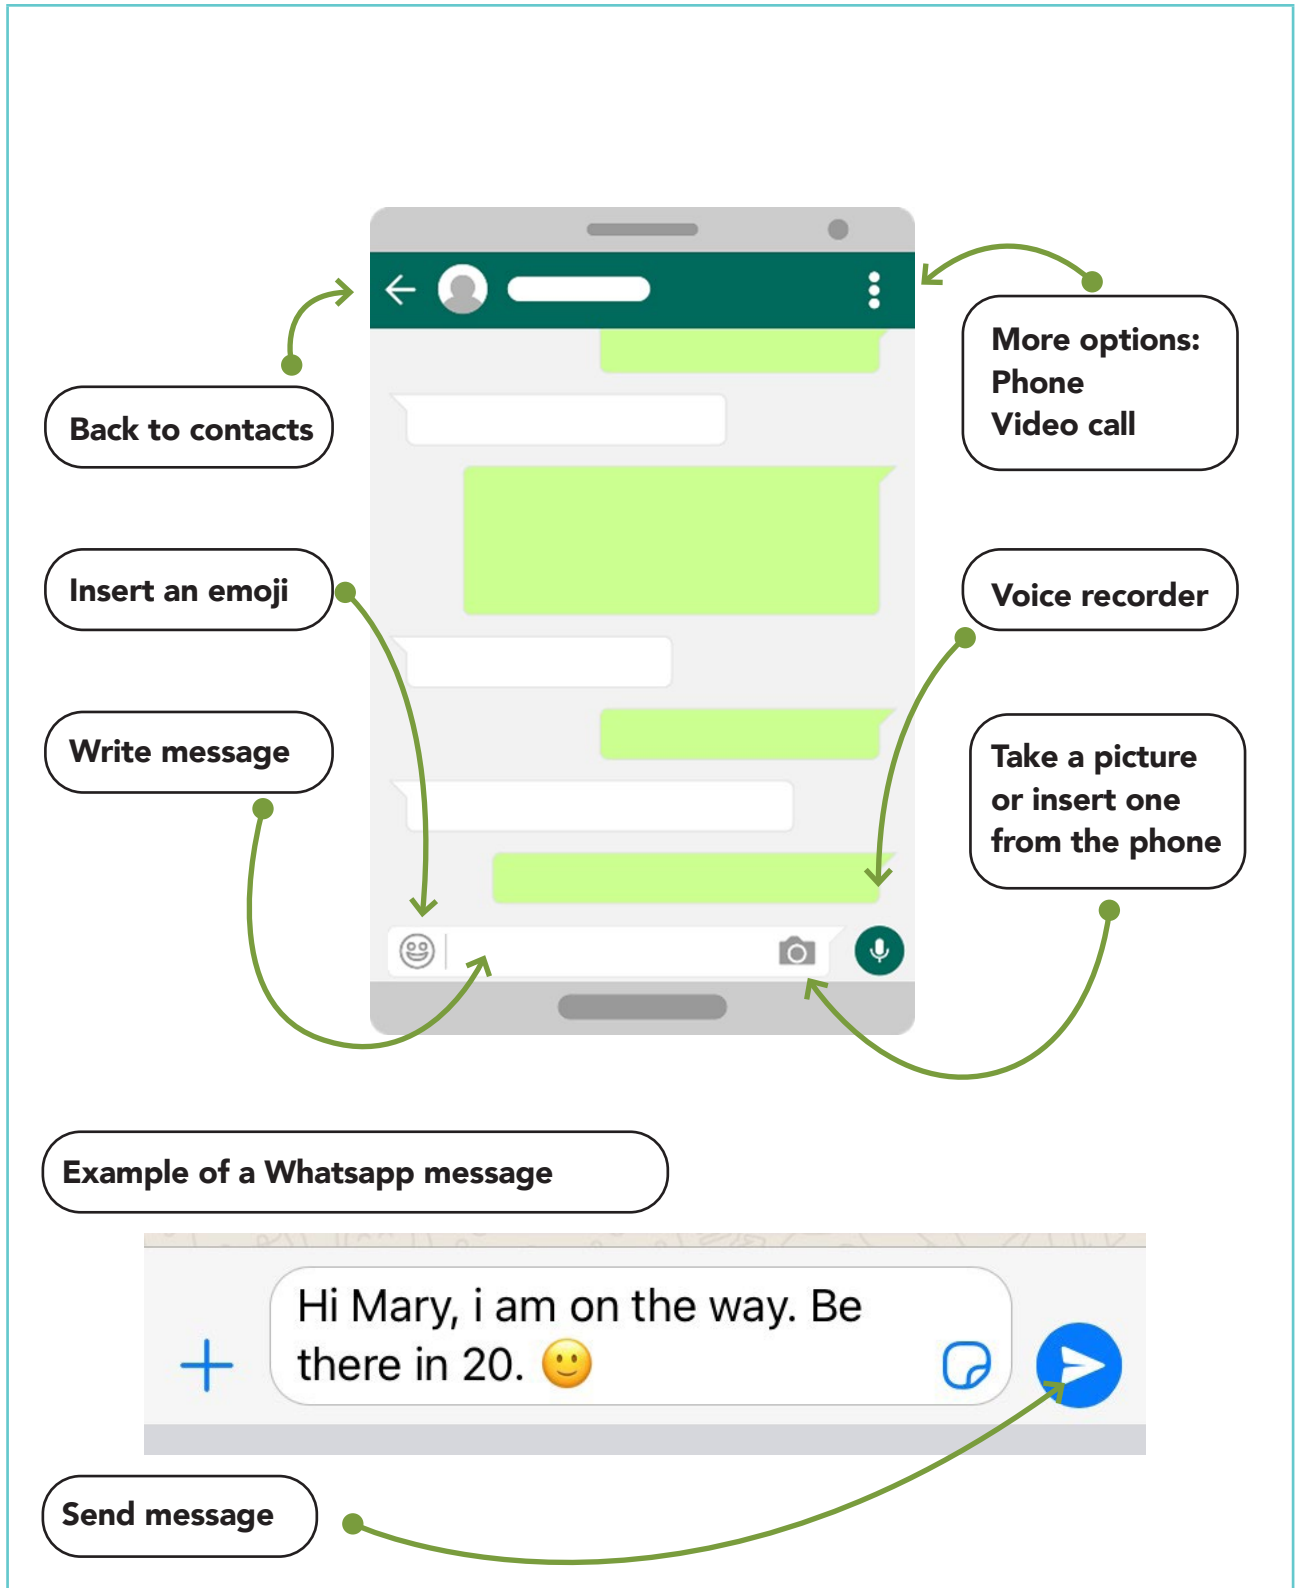 More options:
Phone
Video call
Back to contacts
Insert an emoji
Voice recorder
Write message
Take a picture
or insert one
from the phone
Example of a Whatsapp message
Hi Mary, i am on the way. Be
there in 20. 🙂
Send message